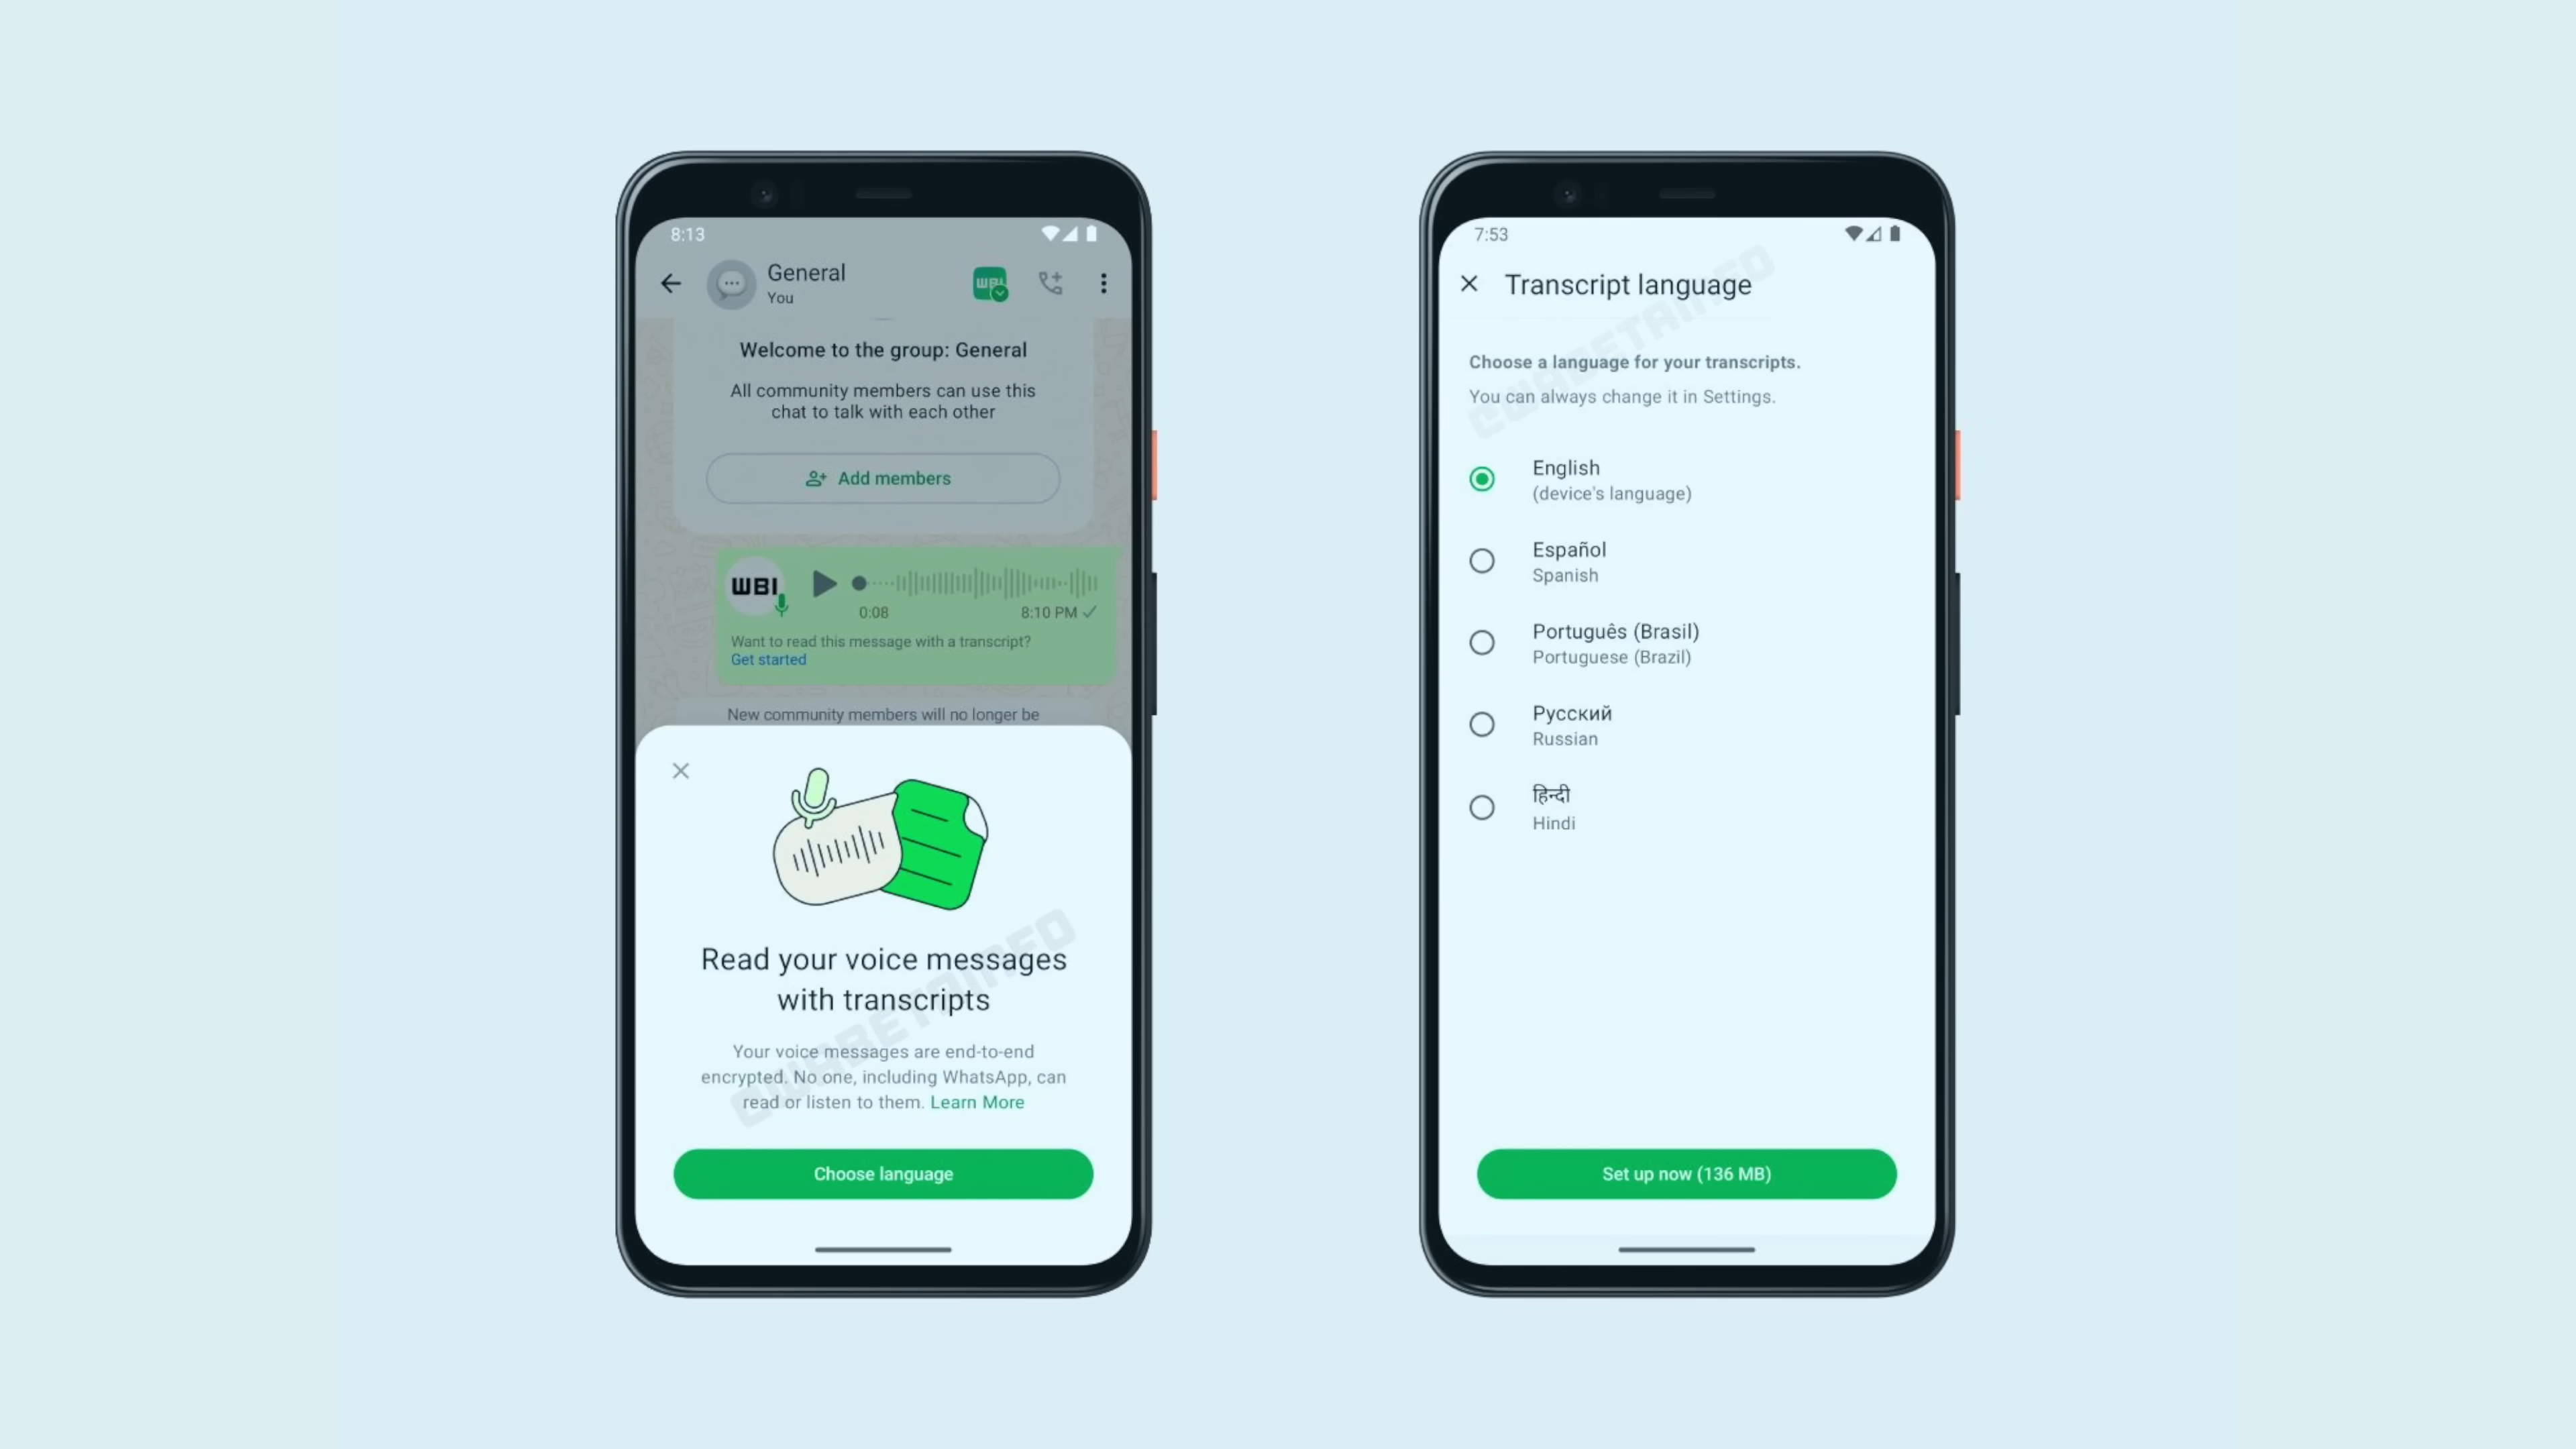 8:13
General
You
WBI
Welcome to the group: General
All community members can use this
chat to talk with each other
Add members
WBI
0:08
8:10 PM
Want to read this message with a transcript?
Get started
New community members will no longer be
Read your voice messages
with transcripts
Your voice messages are end-to-end
encrypted. No one, including WhatsApp, can
read or listen to them. Learn More
@WABETAINFO
Choose language
7:53
Transcript language
@WABETAINFO
Choose a language for your transcripts.
You can always change it in Settings.
English
(device's language)
Español
Spanish
Português (Brasil)
Portuguese (Brazil)
Русский
Russian
हिन्दी
Hindi
Set up now (136 MB)